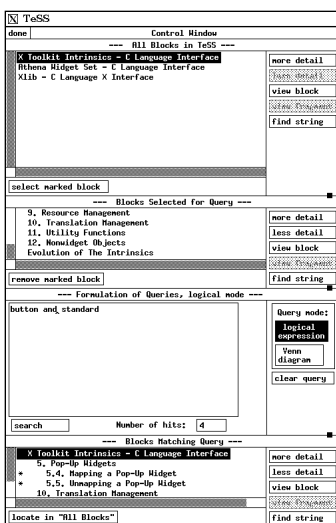 X TeSS
done Control Window
--- All Blocks in TeSS ---
X Toolkit Intrinsics - C Language Interface
Athena Widget Set - C Language Interface
Xlib - C Language X Interface
more detail
less detail
view block
view fragment
find string
select marked block
--- Blocks Selected for Query ---
9. Resource Management
10. Translation Management
11. Utility Functions
12. Nonwidget Objects
Evolution of The Intrinsics
more detail
less detail
view block
view fragment
find string
remove marked block
--- Formulation of Queries, logical mode ---
button and standard
Query mode:
logical
expression
Venn
diagram
clear query
search Number of hits: 4
--- Blocks Matching Query ---
X Toolkit Intrinsics - C Language Interface
5. Pop-Up Widgets
* 5.4. Mapping a Pop-Up Widget
* 5.5. Unmapping a Pop-Up Widget
10. Translation Management
more detail
less detail
view block
view fragment
find string
locate in "All Blocks"